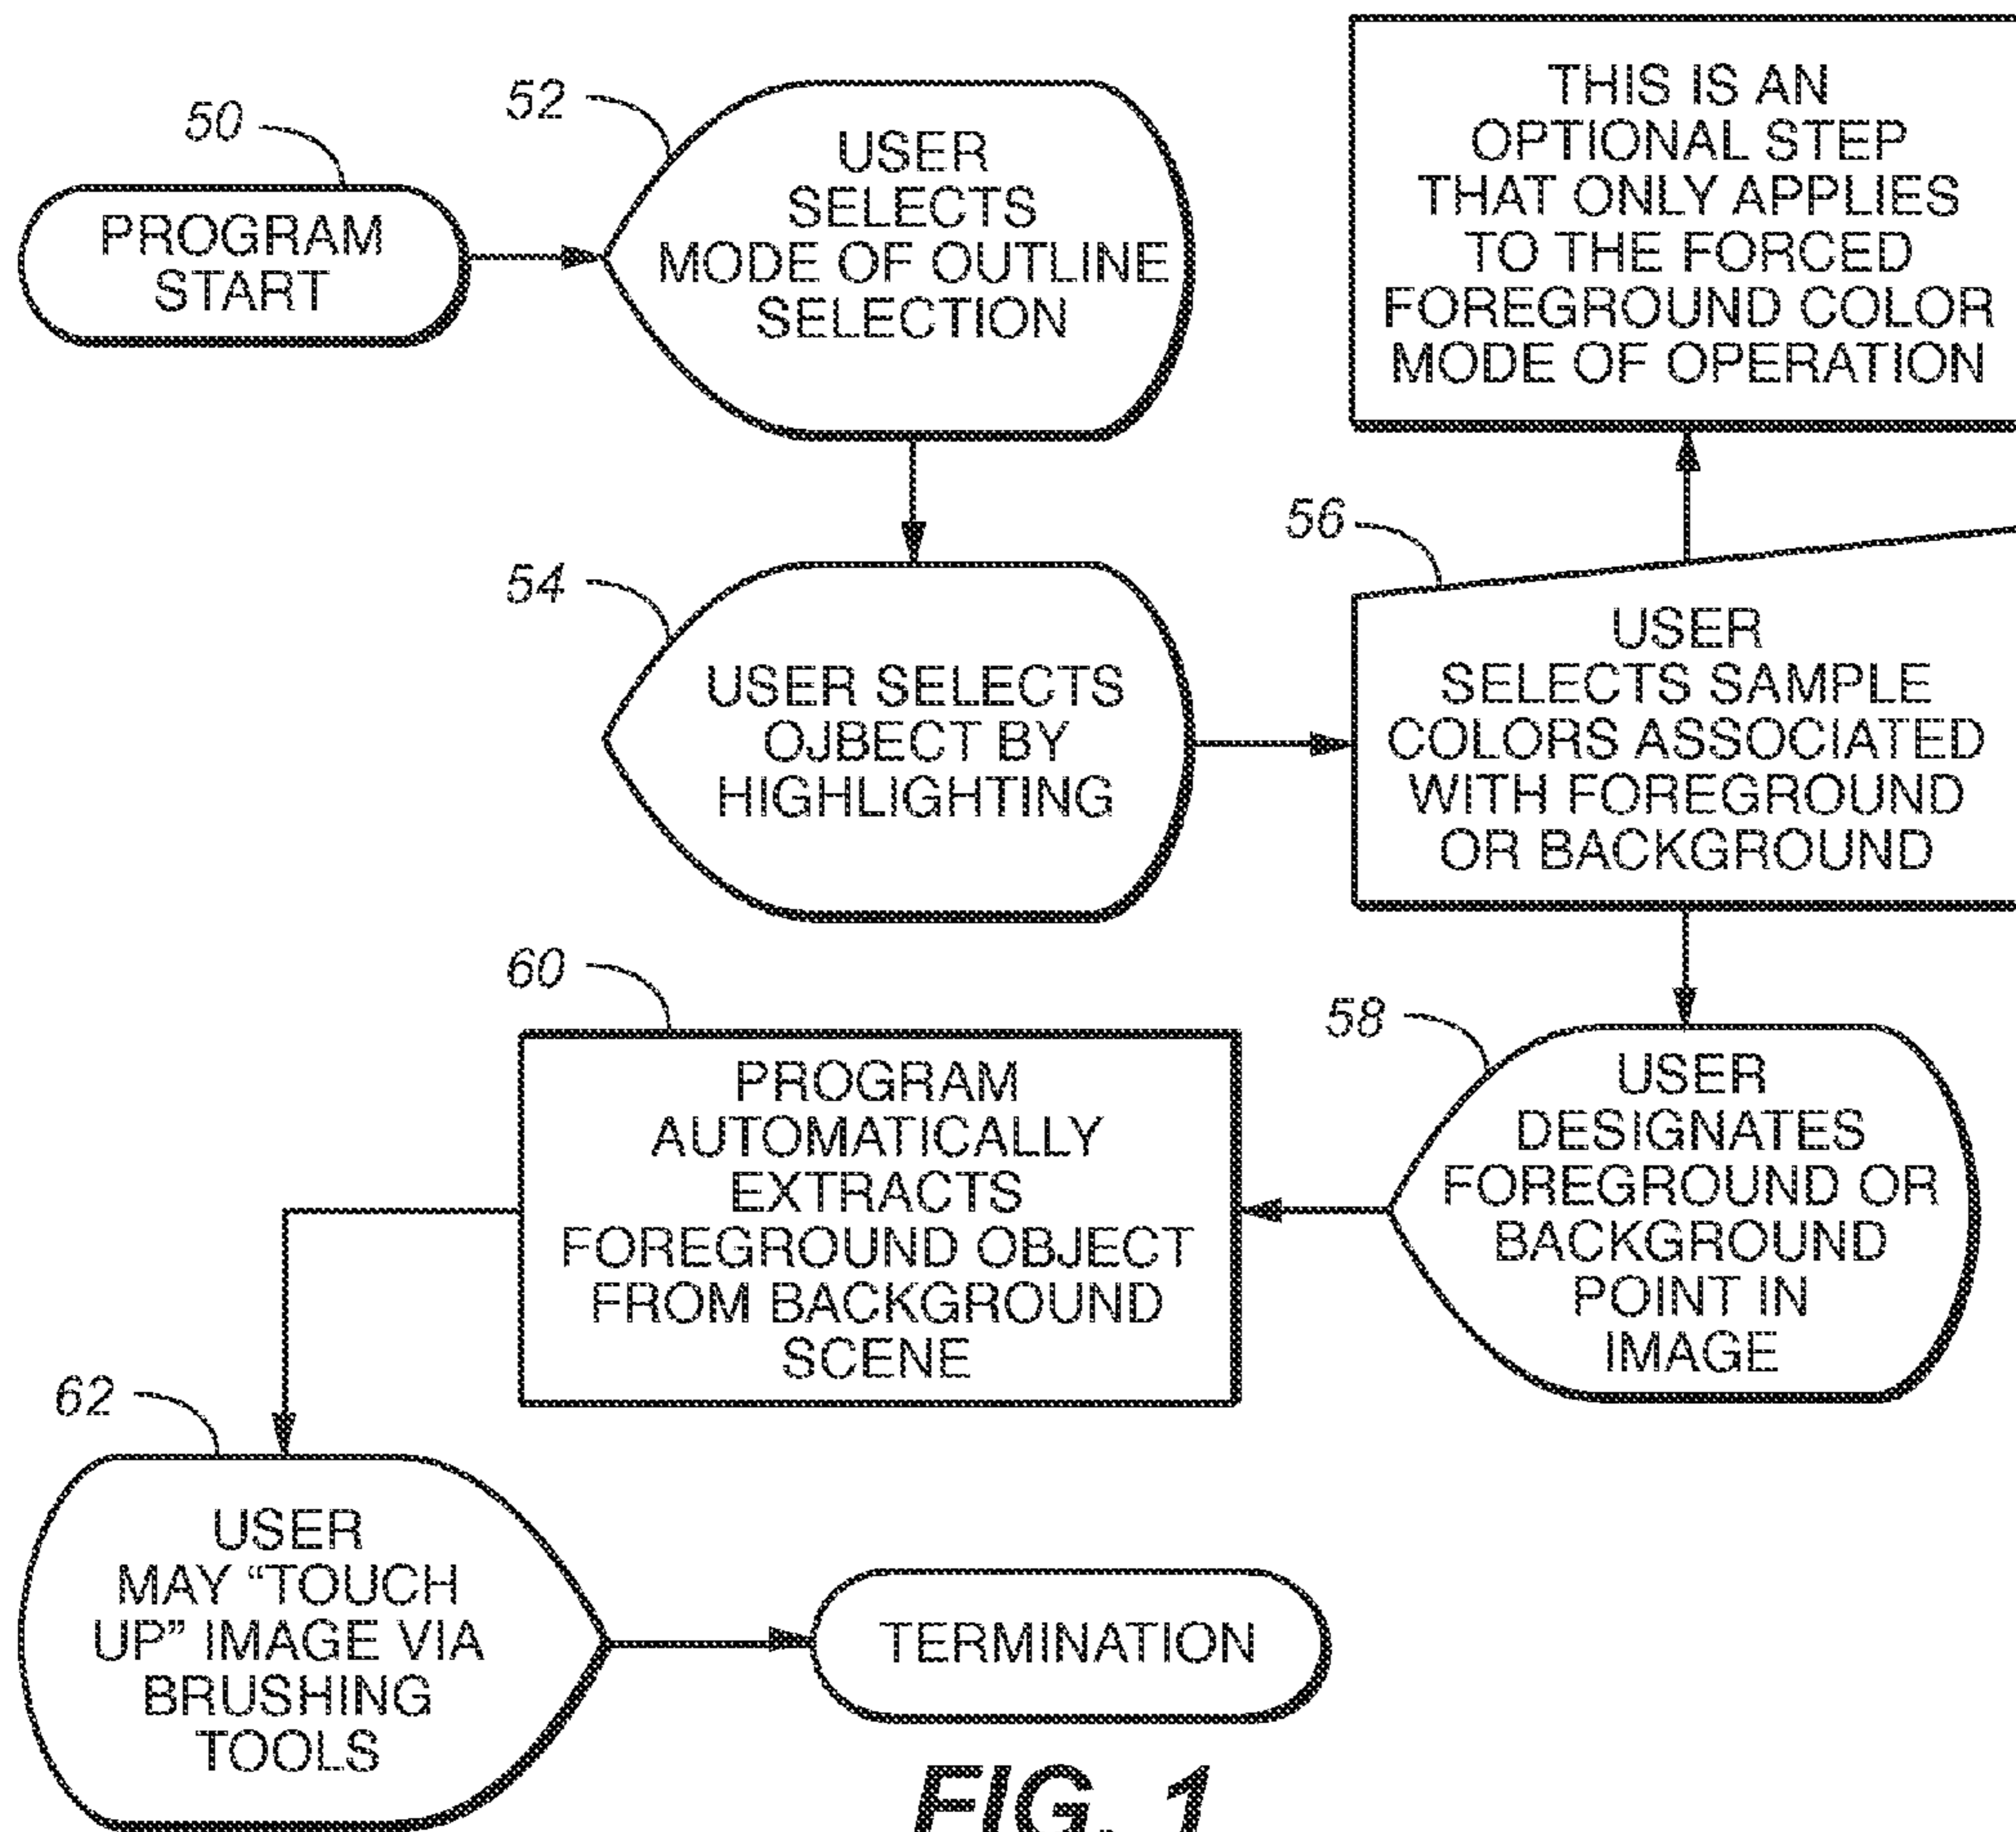 50
PROGRAM
START
52
USER
SELECTS
MODE OF OUTLINE
SELECTION
THIS IS AN
OPTIONAL STEP
THAT ONLY APPLIES
TO THE FORCED
FOREGROUND COLOR
MODE OF OPERATION
54
USER SELECTS
OJBECT BY
HIGHLIGHTING
56
USER
SELECTS SAMPLE
COLORS ASSOCIATED
WITH FOREGROUND
OR BACKGROUND
58
USER
DESIGNATES
FOREGROUND OR
BACKGROUND
POINT IN
IMAGE
60
PROGRAM
AUTOMATICALLY
EXTRACTS
FOREGROUND OBJECT
FROM BACKGROUND
SCENE
62
USER
MAY “TOUCH
UP” IMAGE VIA
BRUSHING
TOOLS
TERMINATION
FIG. 1